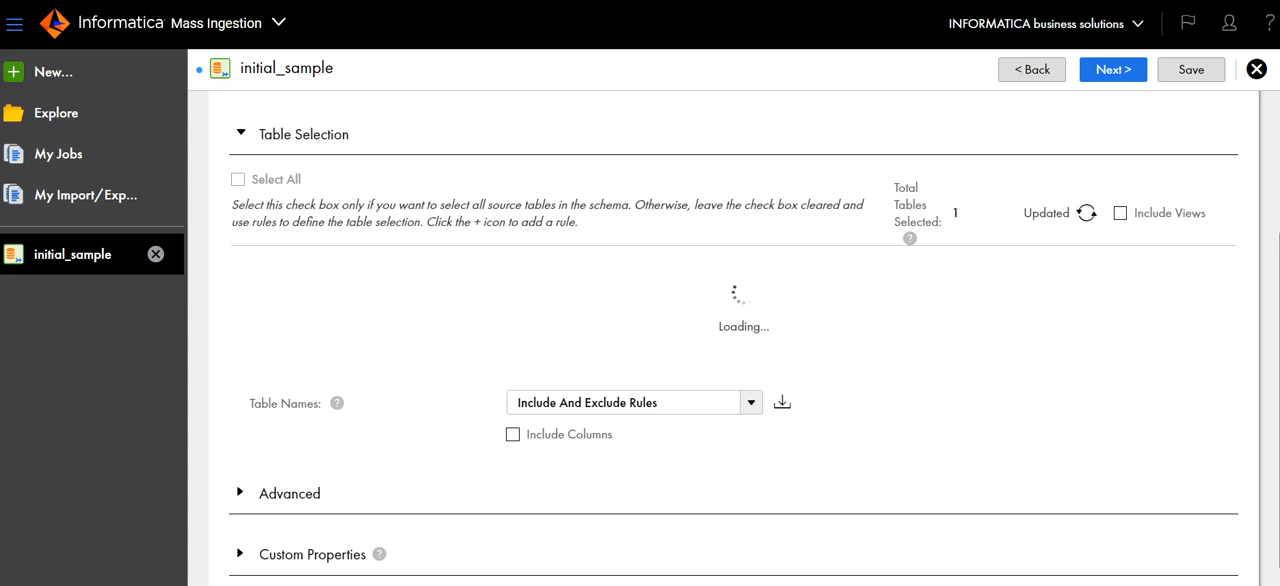 Informatica Mass Ingestion
INFORMATICA business solutions
?
New...
Explore
My Jobs
My Import/Exp...
initial_sample
initial_sample
< Back
Next >
Save
Table Selection
Select All
Select this check box only if you want to select all source tables in the schema. Otherwise, leave the check box cleared and
use rules to define the table selection. Click the + icon to add a rule.
Total
Tables
Selected:
?
1
Updated
Include Views
Loading...
Table Names: ?
Include And Exclude Rules
Include Columns
Advanced
Custom Properties ?